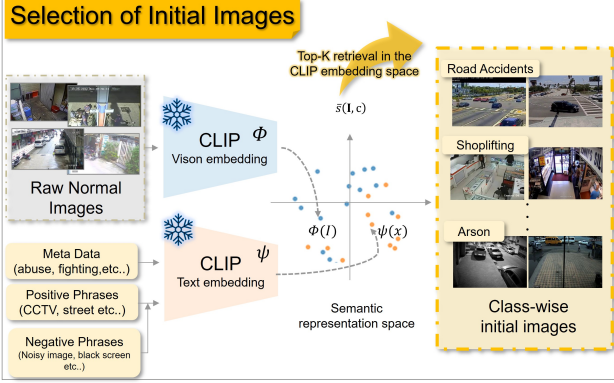 Selection of Initial Images
Top-K retrieval in the
CLIP embedding space
s̄(I, c)
CLIP Φ
Vison embedding
Raw Normal
Images
Φ(I)
ψ(x)
CLIP ψ
Text embedding
Meta Data
(abuse, fighting,etc..)
Positive Phrases
(CCTV, street etc..)
Negative Phrases
(Noisy image, black screen
etc..)
Semantic
representation space
Road Accidents
Shoplifting
Arson
Class-wise
initial images